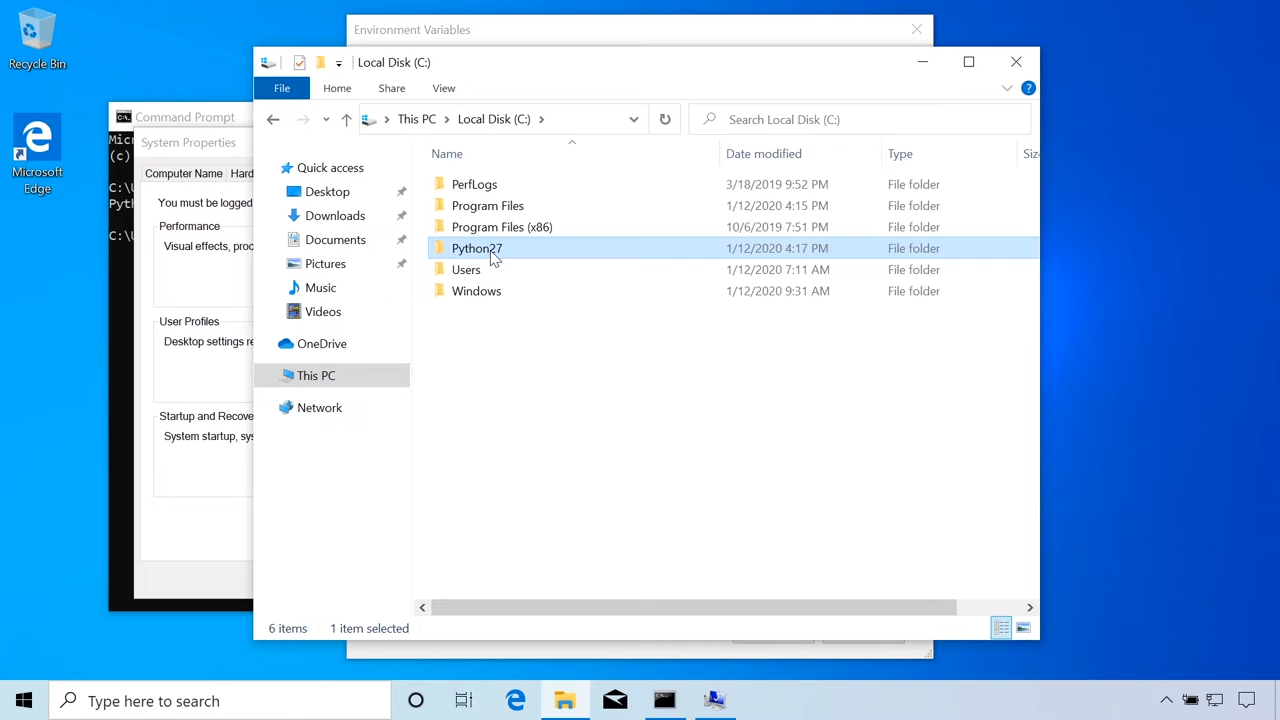 Recycle Bin
Microsoft
Edge
Environment Variables
Command Prompt
Micr
(c)
C:\U
Pyth
C:\U
System Properties
Computer Name
Hard
You must be logged
Performance
Visual effects, proc
User Profiles
Desktop settings re
Startup and Recove
System startup, sys
Local Disk (C:)
File
Home
Share
View
?
This PC
Local Disk (C:)
Search Local Disk (C:)
Quick access
Desktop
Downloads
Documents
Pictures
Music
Videos
OneDrive
This PC
Network
Name Date modified Type Siz
PerfLogs 3/18/2019 9:52 PM File folder
Program Files 1/12/2020 4:15 PM File folder
Program Files (x86) 10/6/2019 7:51 PM File folder
Python27 1/12/2020 4:17 PM File folder
Users 1/12/2020 7:11 AM File folder
Windows 1/12/2020 9:31 AM File folder
6 items 1 item selected
Type here to search